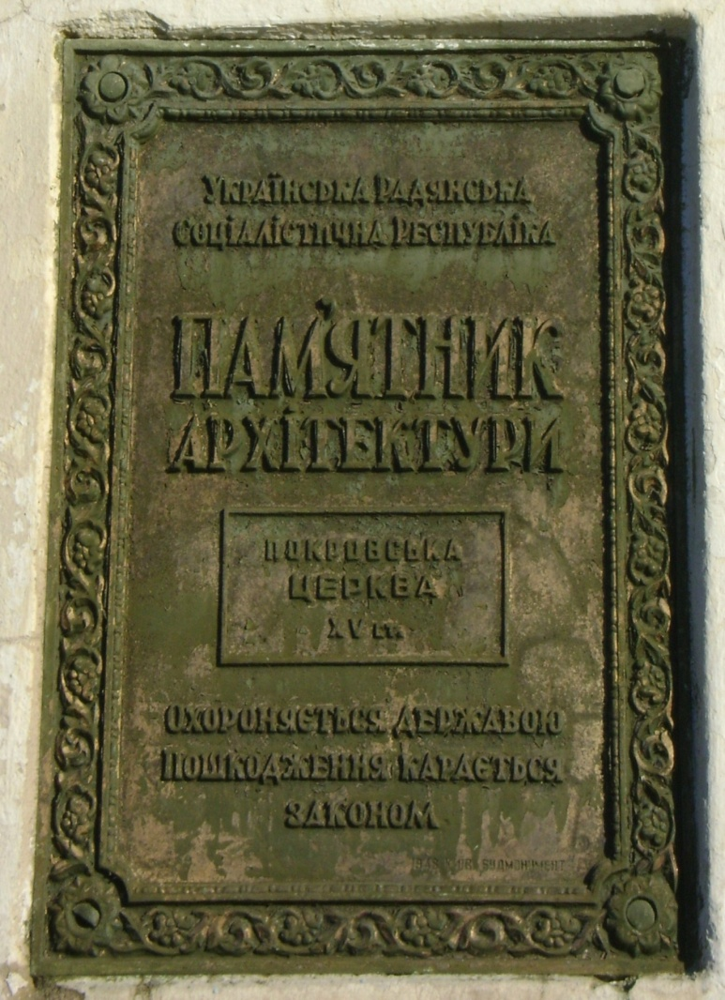 Українська Радянська
Соціалістична Республіка
ПАМ'ЯТНИК
АРХІТЕКТУРИ
ПОКРОВСЬКА
ЦЕРКВА
XV ст.
ОХОРОНЯЄТЬСЯ ДЕРЖАВОЮ
ПОШКОДЖЕННЯ КАРАЄТЬСЯ
ЗАКОНОМ